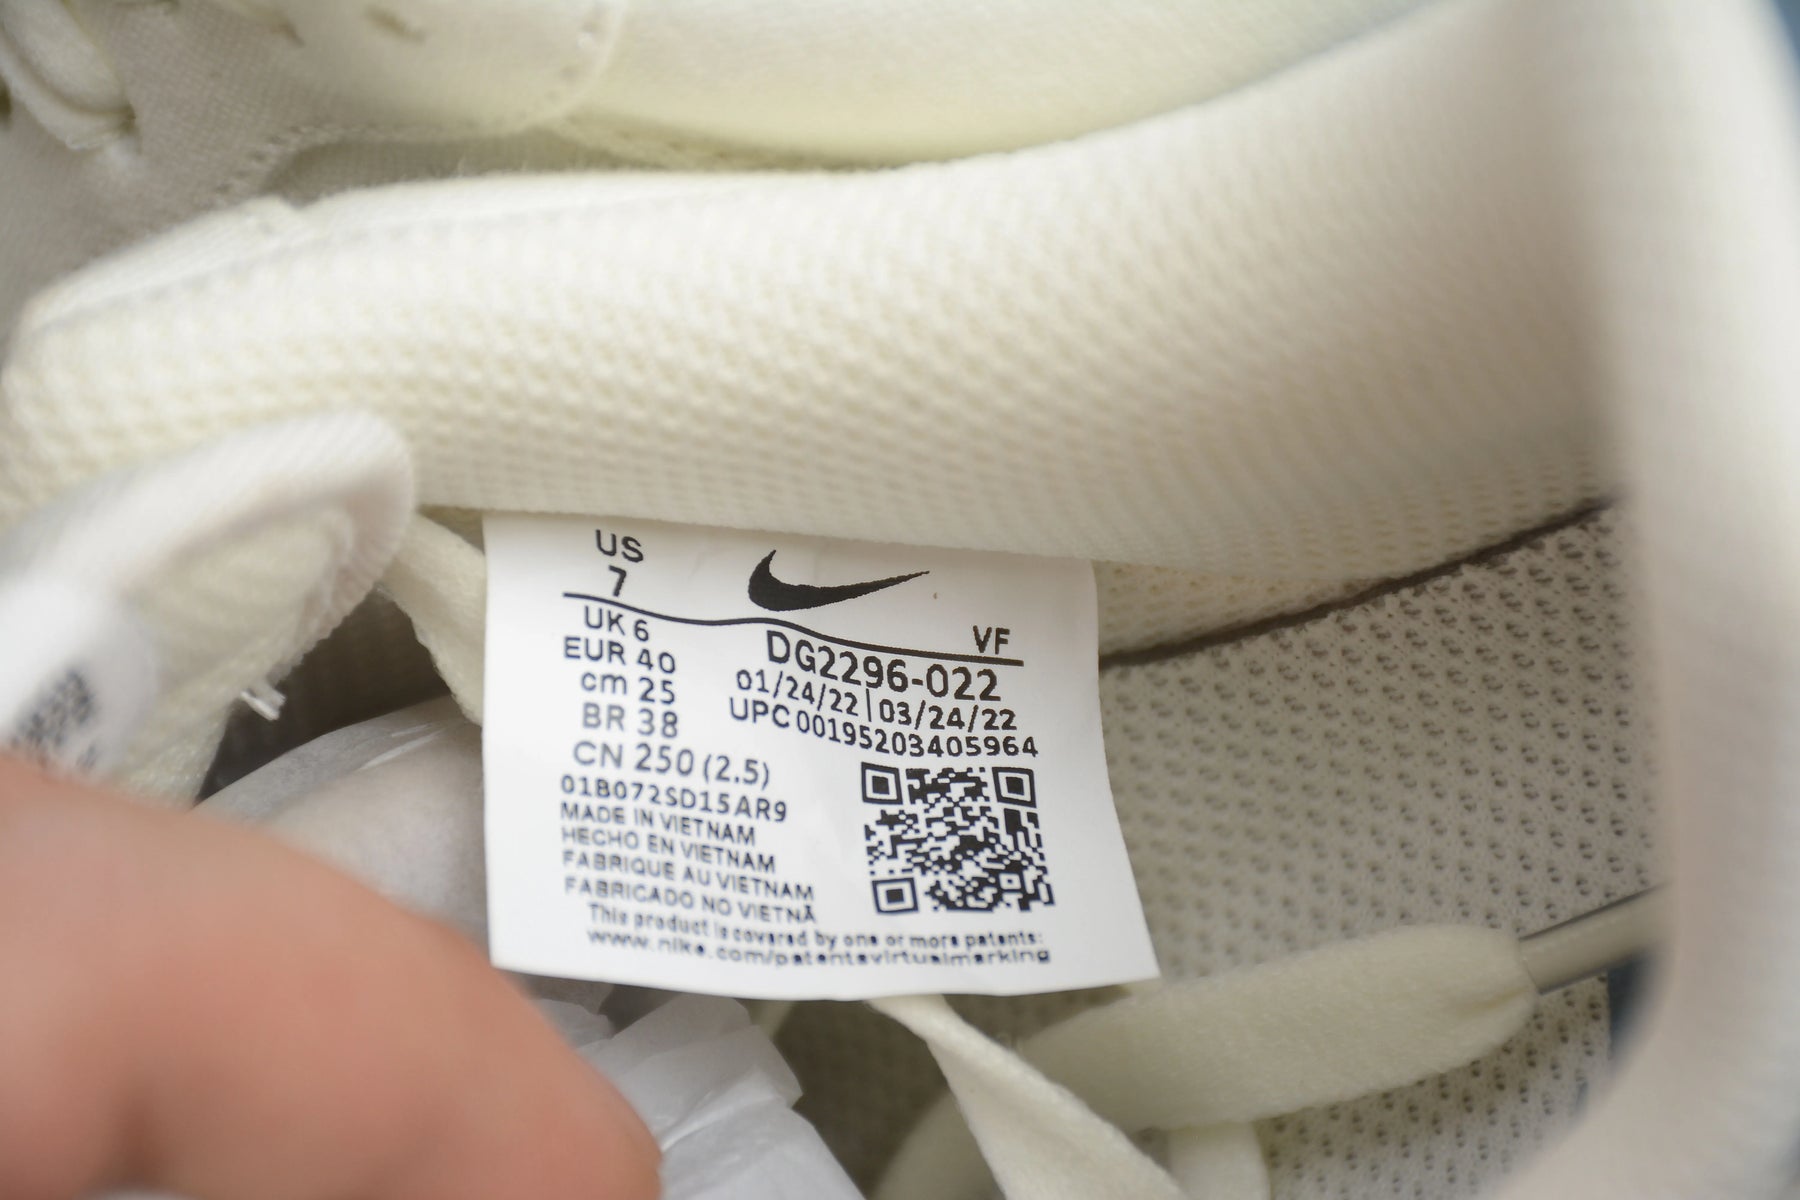 US
7
UK 6
EUR 40
cm 25
BR 38
CN 250 (2.5)
VF
DG2296-022
01/24/22 | 03/24/22
UPC 00195203405964
01B072SD15AR9
MADE IN VIETNAM
HECHO EN VIETNAM
FABRIQUE AU VIETNAM
FABRICADO NO VIETNÃ
This product is covered by one or more patents:
www.nike.com/patentsvirtualmarking